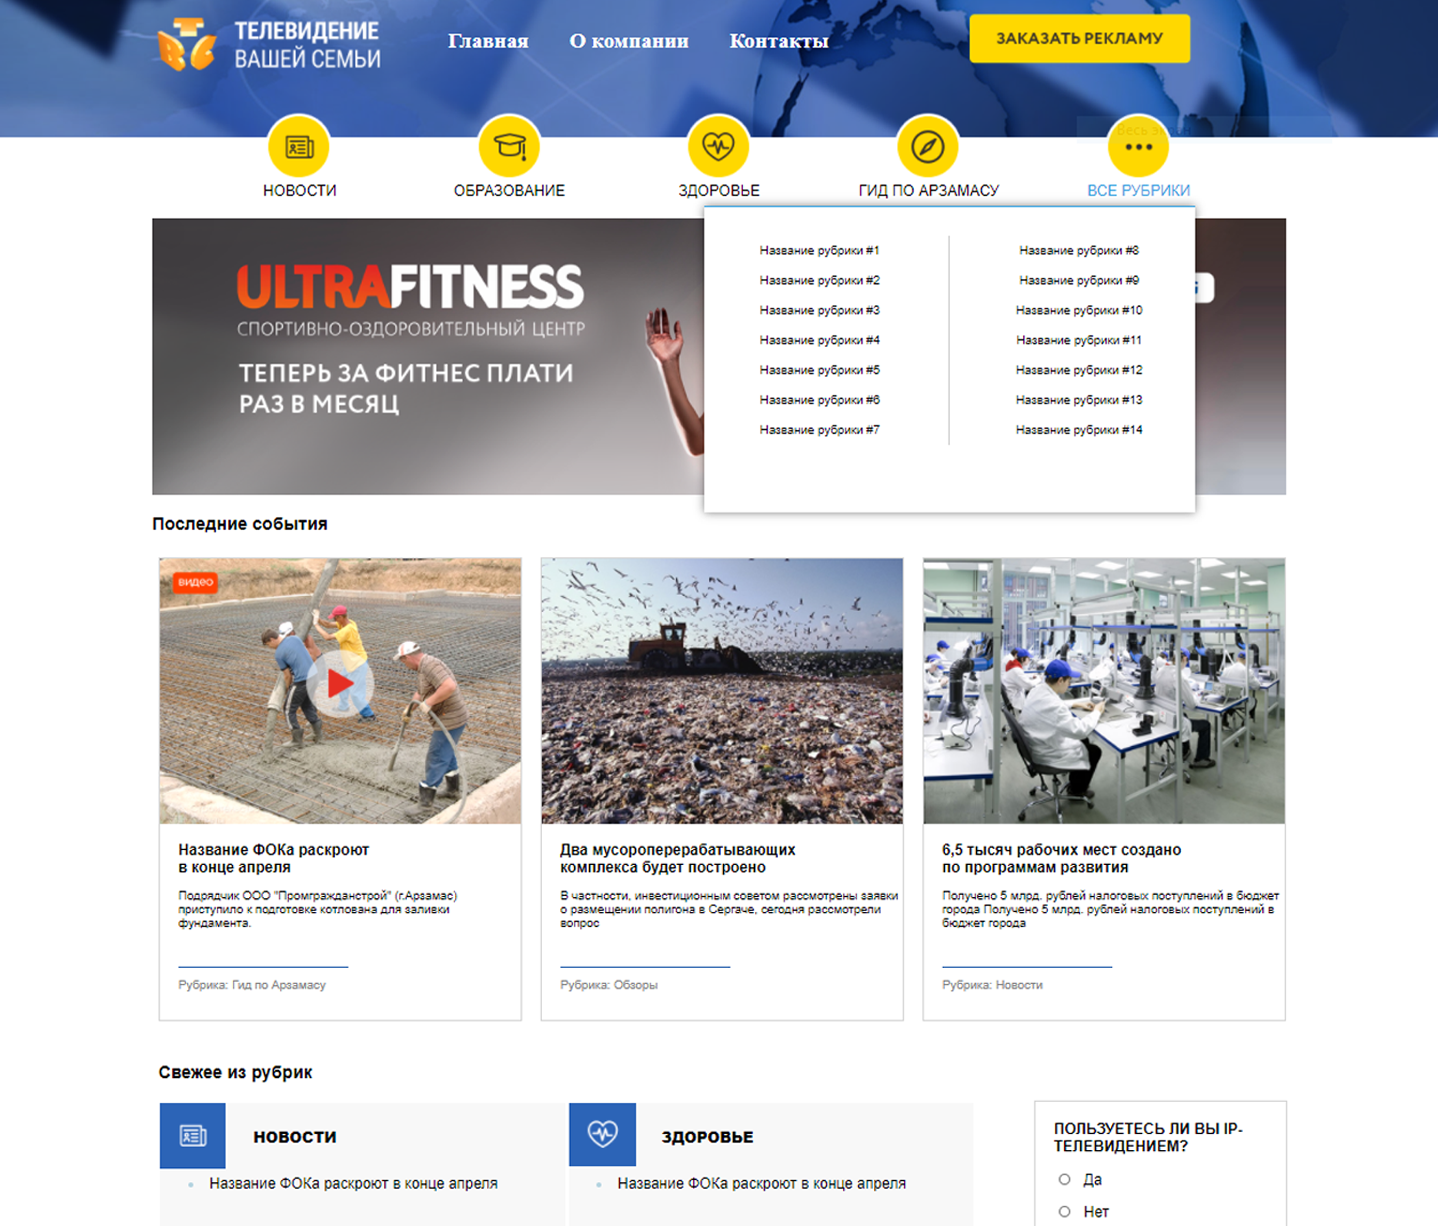 ТЕЛЕВИДЕНИЕ
ВАШЕЙ СЕМЬИ
Главная
О компании
Контакты
ЗАКАЗАТЬ РЕКЛАМУ
Весь экран
НОВОСТИ
ОБРАЗОВАНИЕ
ЗДОРОВЬЕ
ГИД ПО АРЗАМАСУ
ВСЕ РУБРИКИ
ULTRAFITNESS
СПОРТИВНО-ОЗДОРОВИТЕЛЬНЫЙ ЦЕНТР
ТЕПЕРЬ ЗА ФИТНЕС ПЛАТИ
РАЗ В МЕСЯЦ
Название рубрики #1
Название рубрики #2
Название рубрики #3
Название рубрики #4
Название рубрики #5
Название рубрики #6
Название рубрики #7
Название рубрики #8
Название рубрики #9
Название рубрики #10
Название рубрики #11
Название рубрики #12
Название рубрики #13
Название рубрики #14
Последние события
видео
Название ФОКа раскроют
в конце апреля
Подрядчик ООО "Промгражданстрой" (г.Арзамас)
приступило к подготовке котлована для заливки
фундамента.
Рубрика: Гид по Арзамасу
Два мусороперерабатывающих
комплекса будет построено
В частности, инвестиционным советом рассмотрены заявки
о размещении полигона в Сергаче, сегодня рассмотрели
вопрос
Рубрика: Обзоры
6,5 тысяч рабочих мест создано
по программам развития
Получено 5 млрд. рублей налоговых поступлений в бюджет
города Получено 5 млрд. рублей налоговых поступлений в
бюджет города
Рубрика: Новости
Свежее из рубрик
НОВОСТИ
Название ФОКа раскроют в конце апреля
ЗДОРОВЬЕ
Название ФОКа раскроют в конце апреля
ПОЛЬЗУЕТЕСЬ ЛИ ВЫ IP-
ТЕЛЕВИДЕНИЕМ?
Да
Нет